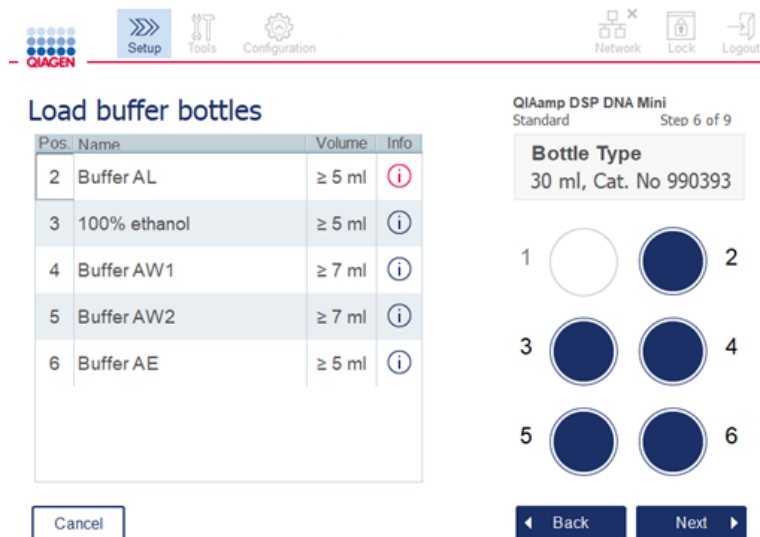 QIAGEN
Setup
Tools
Configuration
Network
Lock
Logout
Load buffer bottles
QIAamp DSP DNA Mini
Standard Step 6 of 9
Pos. Name Volume Info
2 Buffer AL ≥ 5 ml i
3 100% ethanol ≥ 5 ml i
4 Buffer AW1 ≥ 7 ml i
5 Buffer AW2 ≥ 7 ml i
6 Buffer AE ≥ 5 ml i
Bottle Type
30 ml, Cat. No 990393
1 2
3 4
5 6
Cancel
Back
Next